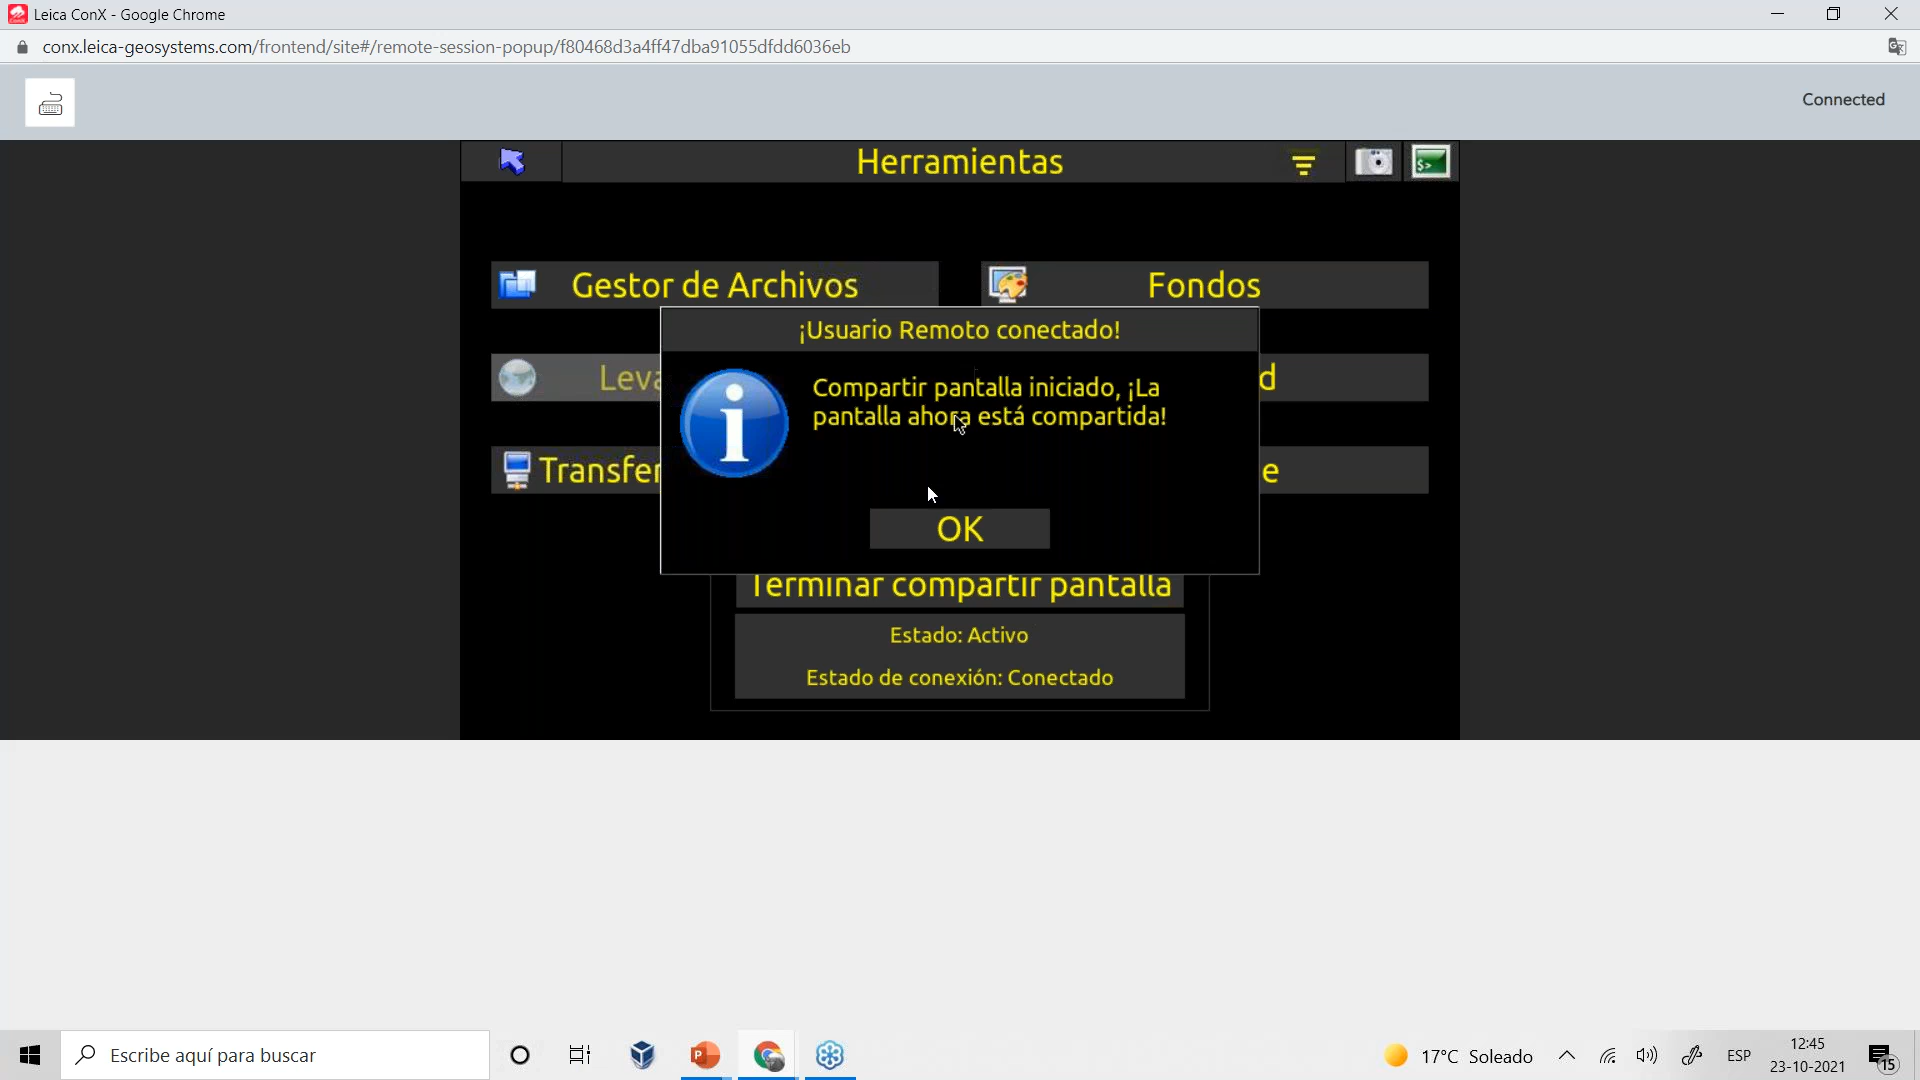 Leica ConX - Google Chrome
conx.leica-geosystems.com/frontend/site#/remote-session-popup/f80468d3a4ff47dba91055dfdd6036eb
Connected
Herramientas
Gestor de Archivos
Fondos
¡Usuario Remoto conectado!
Compartir pantalla iniciado, ¡La
pantalla ahora está compartida!
Leva
d
Transfer
e
OK
Terminar compartir pantalla
Estado: Activo
Estado de conexión: Conectado
Escribe aquí para buscar
17°C Soleado
ESP
12:45
23-10-2021
15